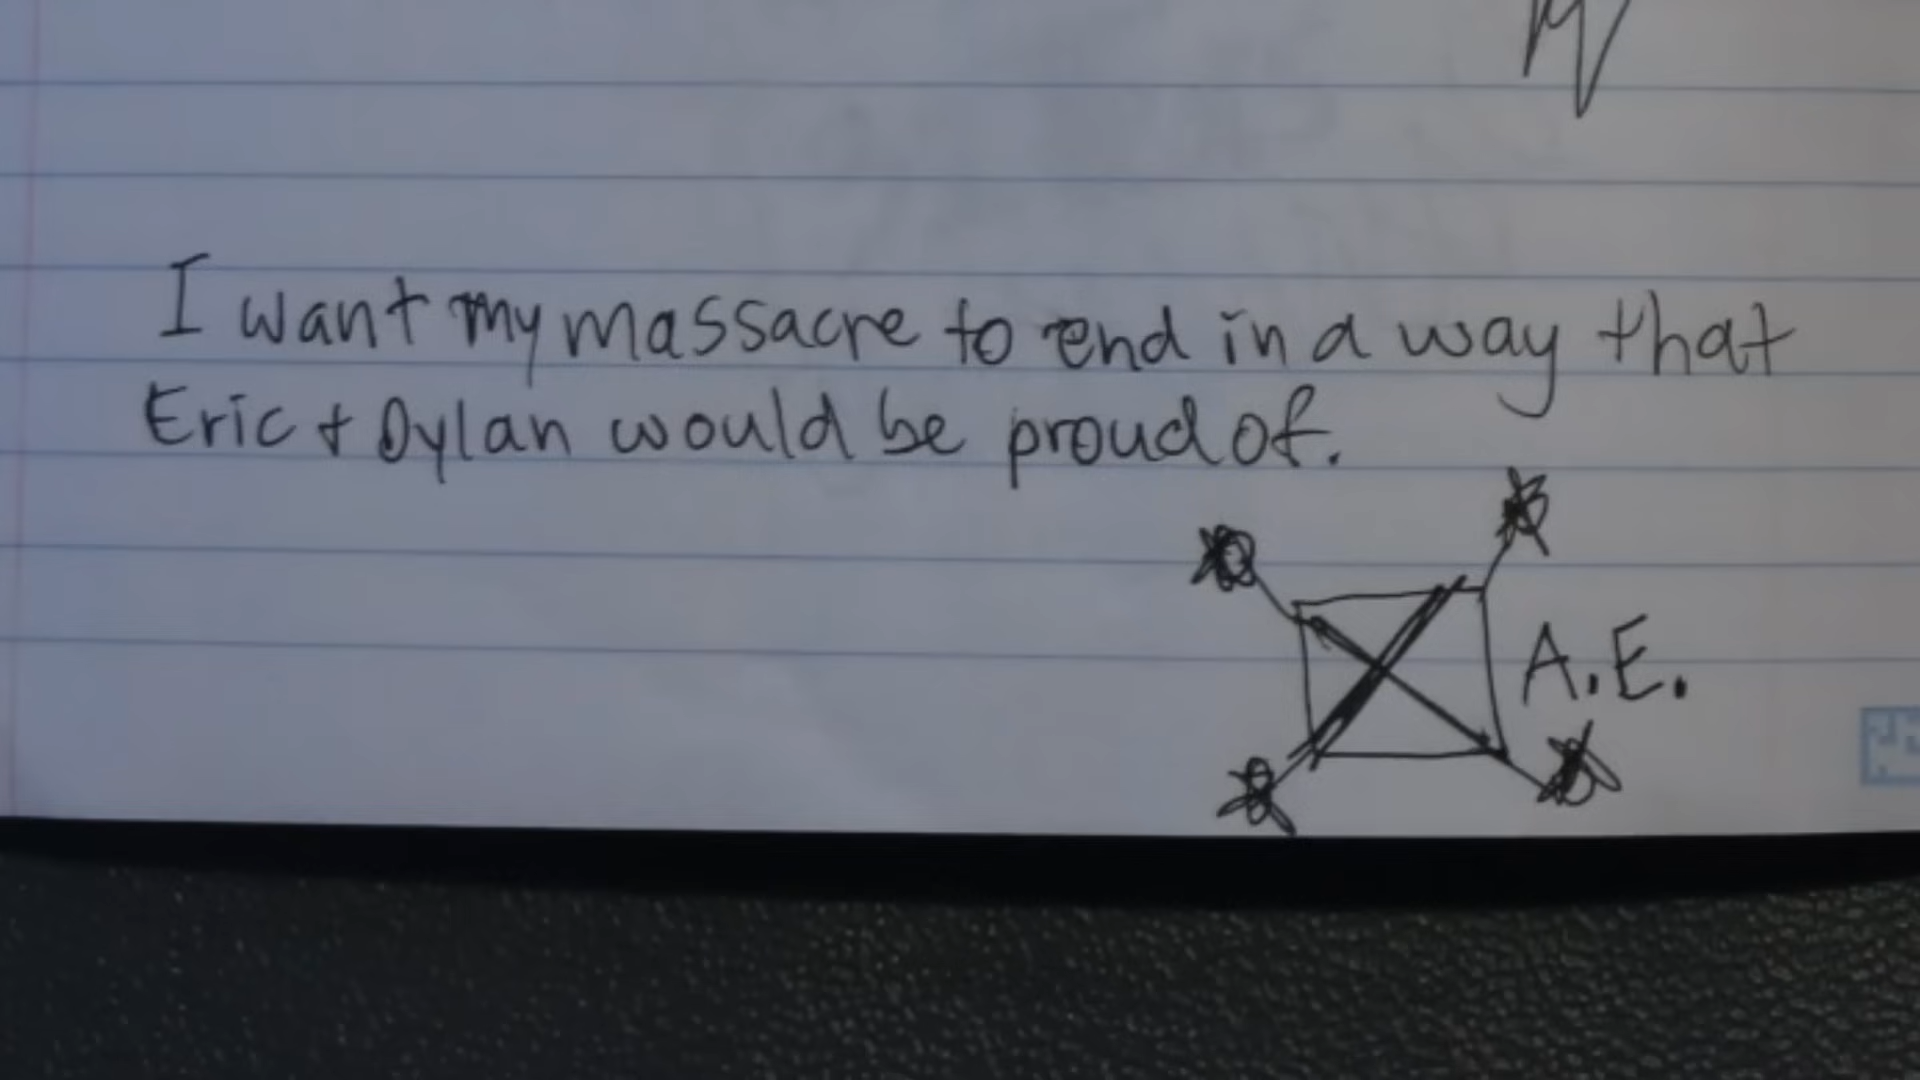 I want my massacre to end in a way that
Eric + Dylan would be proud of.
A.E.